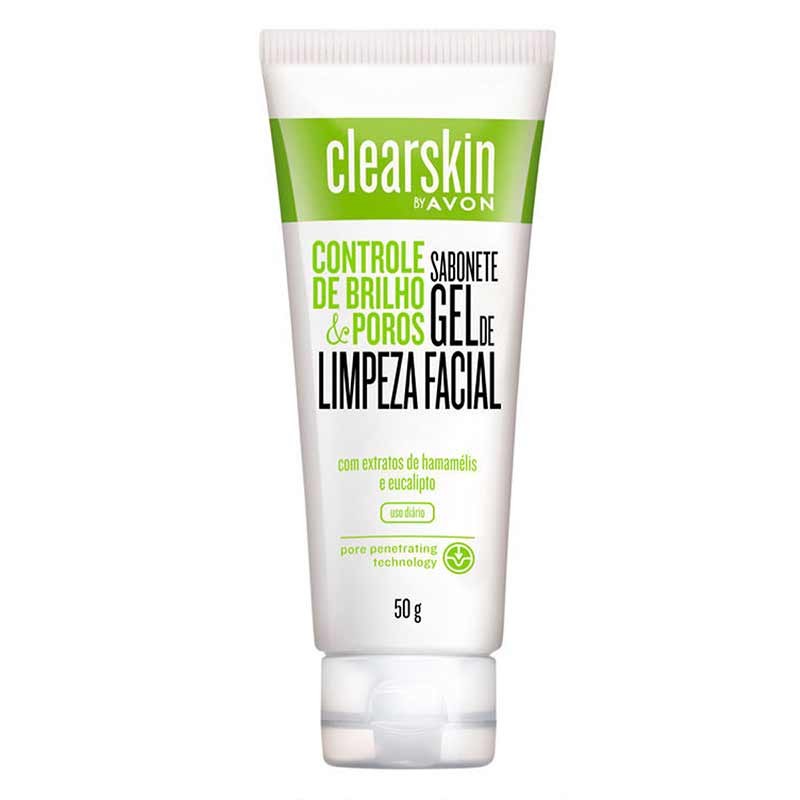 clearskin
BY AVON
CONTROLE
DE BRILHO
& POROS
SABONETE
GEL DE
LIMPEZA FACIAL
com extratos de hamamélis
e eucalipto
uso diário
pore penetrating
technology
50 g